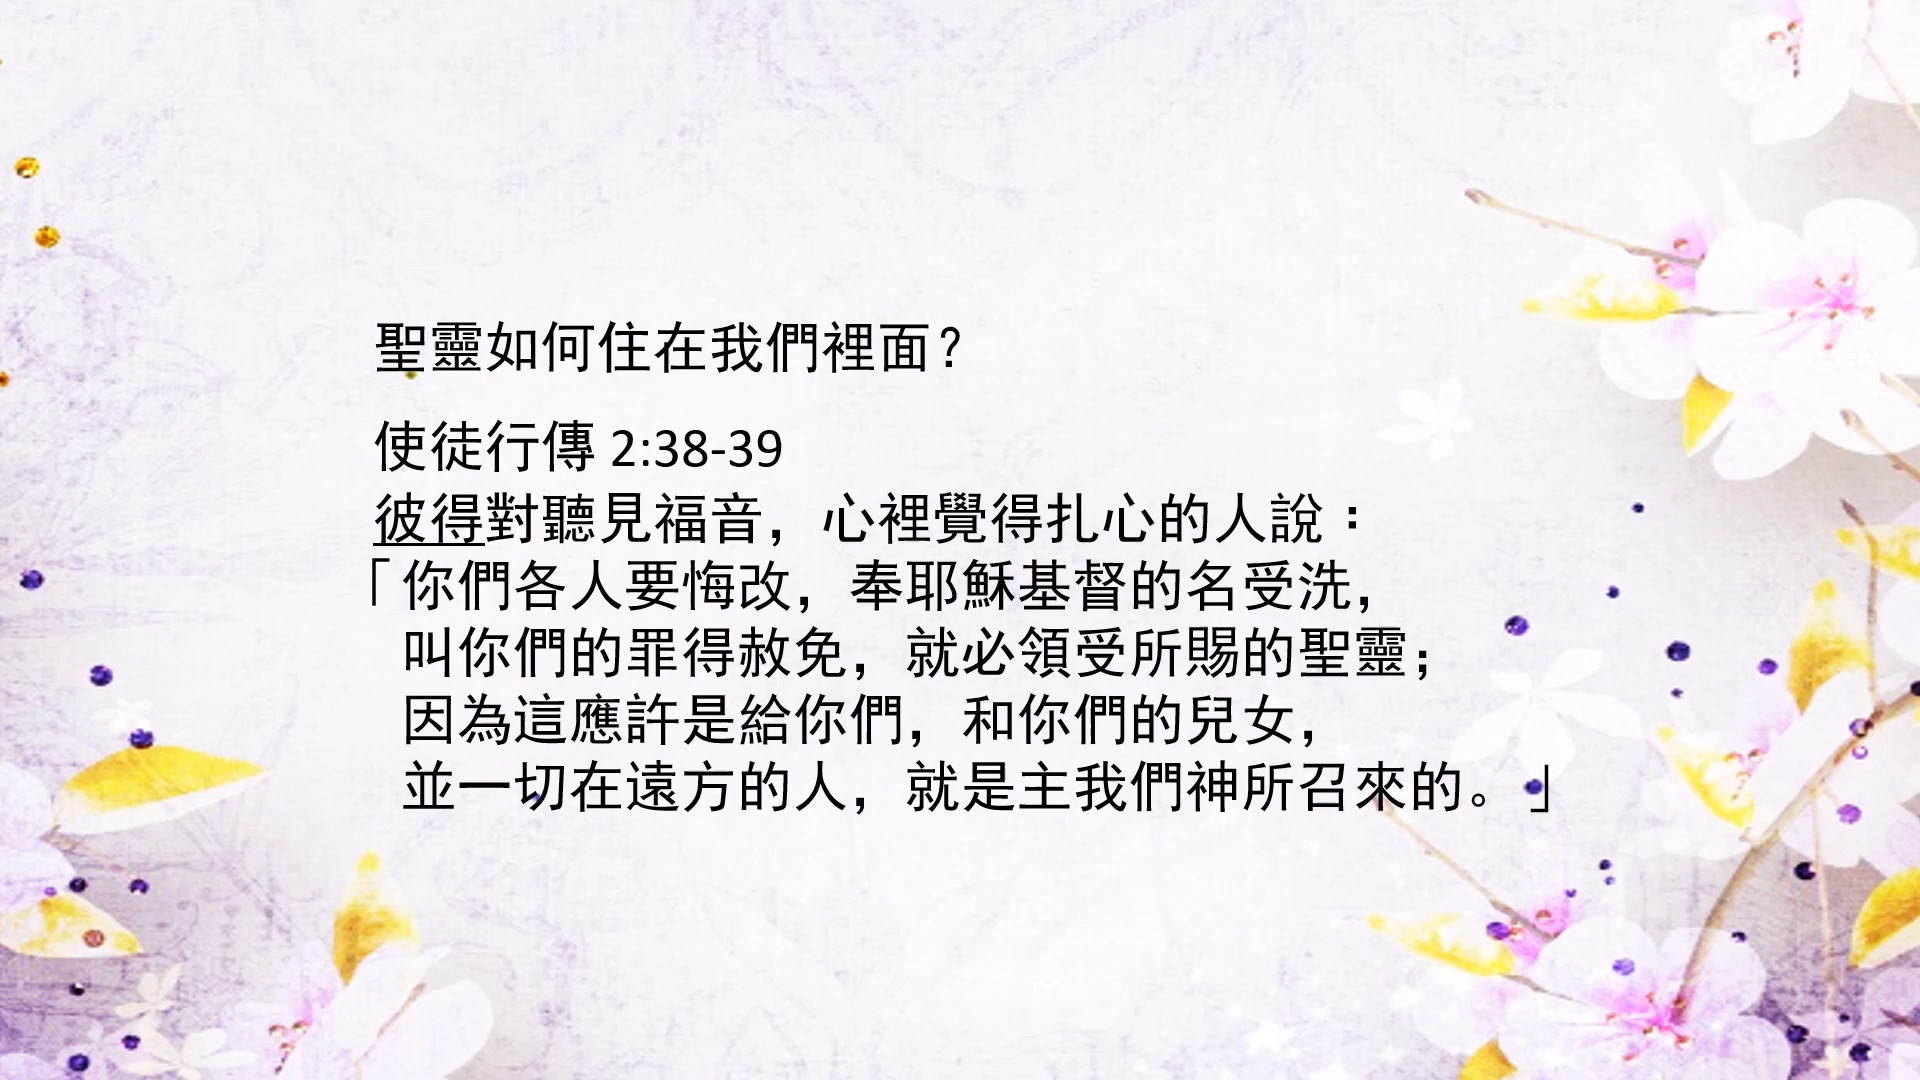 聖靈如何住在我們裡面？
使徒行傳 2:38-39
彼得對聽見福音，心裡覺得扎心的人說：
「你們各人要悔改，奉耶穌基督的名受洗，
叫你們的罪得赦免，就必領受所賜的聖靈；
因為這應許是給你們，和你們的兒女，
並一切在遠方的人，就是主我們神所召來的。」